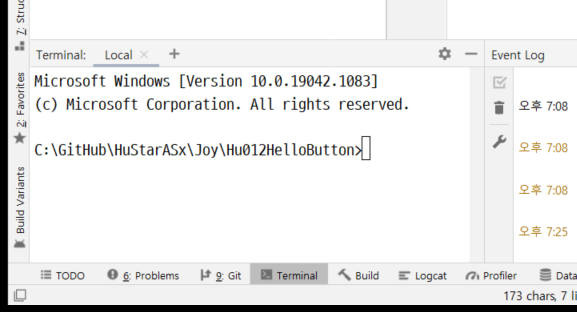 Z: Struc
2: Favorites
Build Variants
Terminal: Local × +
Microsoft Windows [Version 10.0.19042.1083]
(c) Microsoft Corporation. All rights reserved.
C:\GitHub\HuStarASx\Joy\Hu012HelloButton>
Event Log
오후 7:08
오후 7:08
오후 7:08
오후 7:25
TODO 6: Problems 9: Git Terminal Build Logcat Profiler Data
173 chars, 7 li